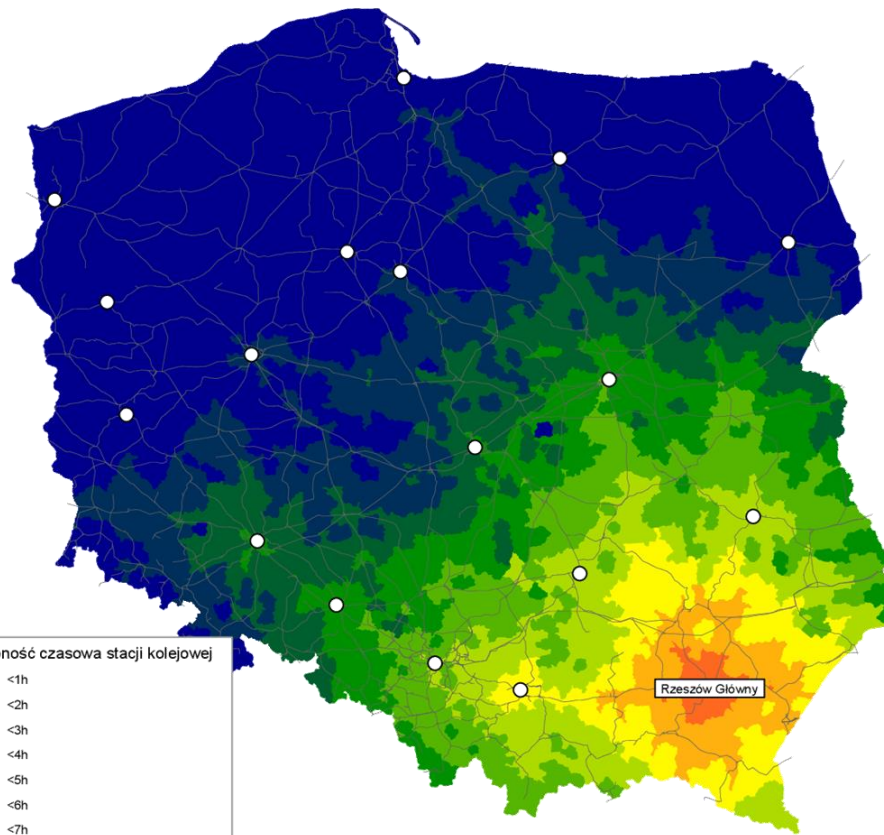 ność czasowa stacji kolejowej
<1h
<2h
<3h
<4h
<5h
<6h
<7h
Rzeszów Główny